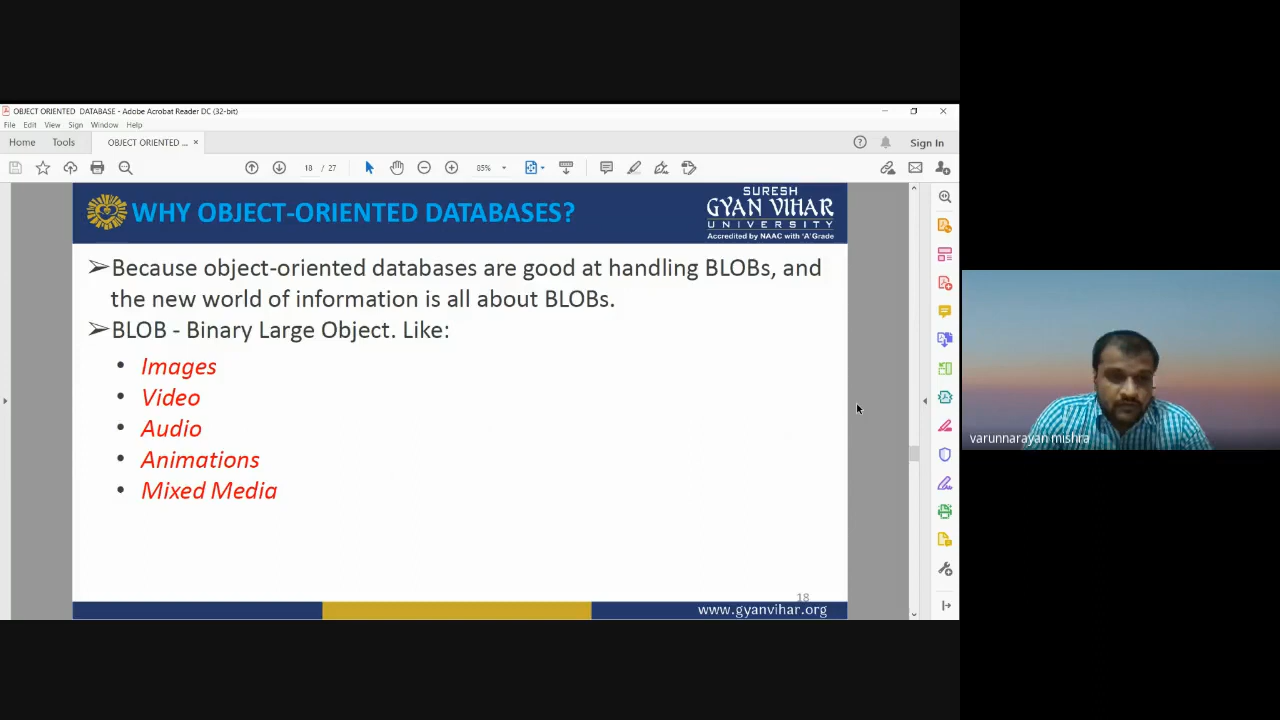 OBJECT ORIENTED DATABASE - Adobe Acrobat Reader DC (32-bit)
File Edit View Sign Window Help
Home Tools OBJECT ORIENTED ... × Sign In
18 / 27 85%
WHY OBJECT-ORIENTED DATABASES?
SURESH
GYAN VIHAR
UNIVERSITY
Accredited by NAAC with 'A' Grade
➢Because object-oriented databases are good at handling BLOBs, and
the new world of information is all about BLOBs.
➢BLOB - Binary Large Object. Like:
• Images
• Video
• Audio
• Animations
• Mixed Media
18
www.gyanvihar.org
varunnarayan mishra